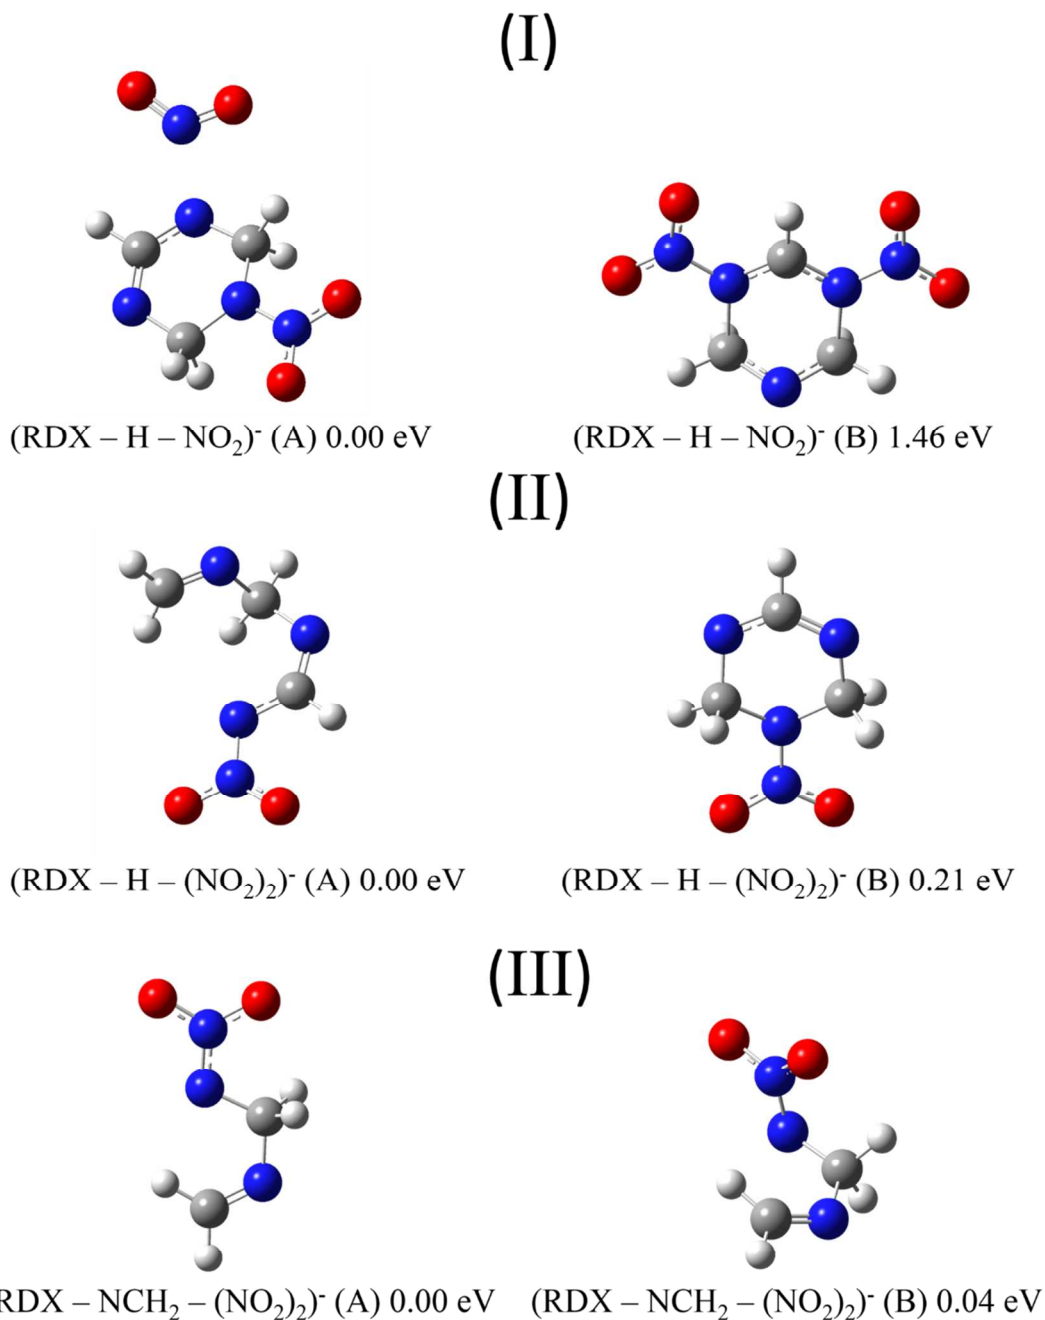 (I)
(RDX – H – NO₂)⁻ (A) 0.00 eV
(RDX – H – NO₂)⁻ (B) 1.46 eV
(II)
(RDX – H – (NO₂)₂)⁻ (A) 0.00 eV
(RDX – H – (NO₂)₂)⁻ (B) 0.21 eV
(III)
RDX – NCH₂ – (NO₂)₂)⁻ (A) 0.00 eV
(RDX – NCH₂ – (NO₂)₂)⁻ (B) 0.04 eV